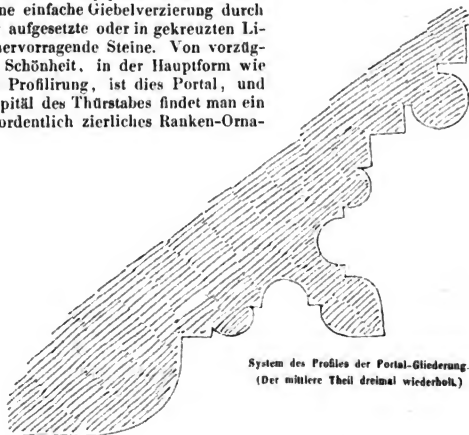 ne einfache Giebelverzierung durch
aufgesetzte oder in gekreuzten Li-
ervorragende Steine. Von vorzüg-
Schönheit, in der Hauptform wie
Profilirung, ist dies Portal, und
pitäl des Thürstabes findet man ein
ordentlich zierliches Ranken-Orna-
System des Profiles der Portal-Gliederung.
(Der mittlere Theil dreimal wiederholt.)